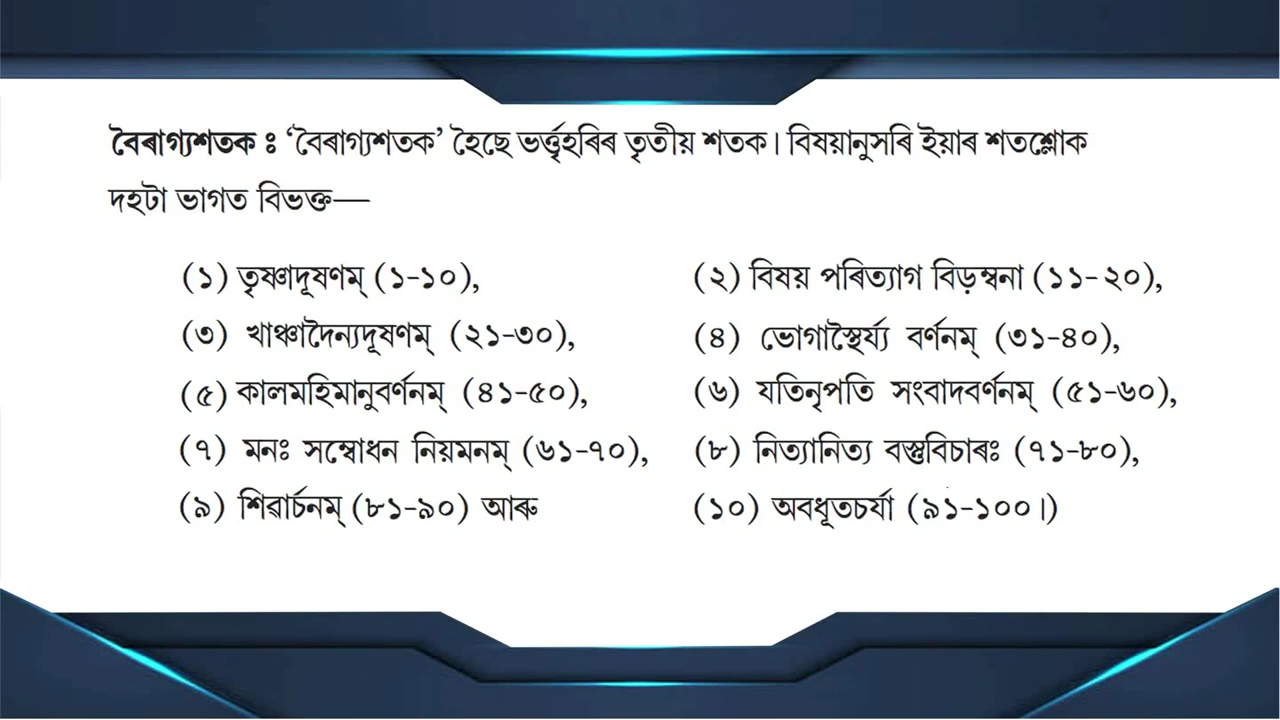 বৈৰাগ্যশতক ঃ ‘বৈৰাগ্যশতক’ হৈছে ভৰ্ত্তৃহৰিৰ তৃতীয় শতক। বিষয়ানুসৰি ইয়াৰ শতশ্লোক
দহটা ভাগত বিভক্ত—
(১) তৃষ্ণাদূষণম্ (১-১০), (২) বিষয় পৰিত্যাগ বিড়ম্বনা (১১-২০),
(৩) খাঞ্চাদৈন্যদূষণম্ (২১-৩০), (৪) ভোগাস্থৈৰ্য্য বৰ্ণনম্ (৩১-৪০),
(৫) কালমহিমানুবৰ্ণনম্ (৪১-৫০), (৬) যতিনৃপতি সংবাদবৰ্ণনম্ (৫১-৬০),
(৭) মনঃ সম্বোধন নিয়মনম্ (৬১-৭০), (৮) নিত্যানিত্য বস্তুবিচাৰঃ (৭১-৮০),
(৯) শিৱাৰ্চনম্ (৮১-৯০) আৰু (১০) অবধূতচৰ্যা (৯১-১০০।)